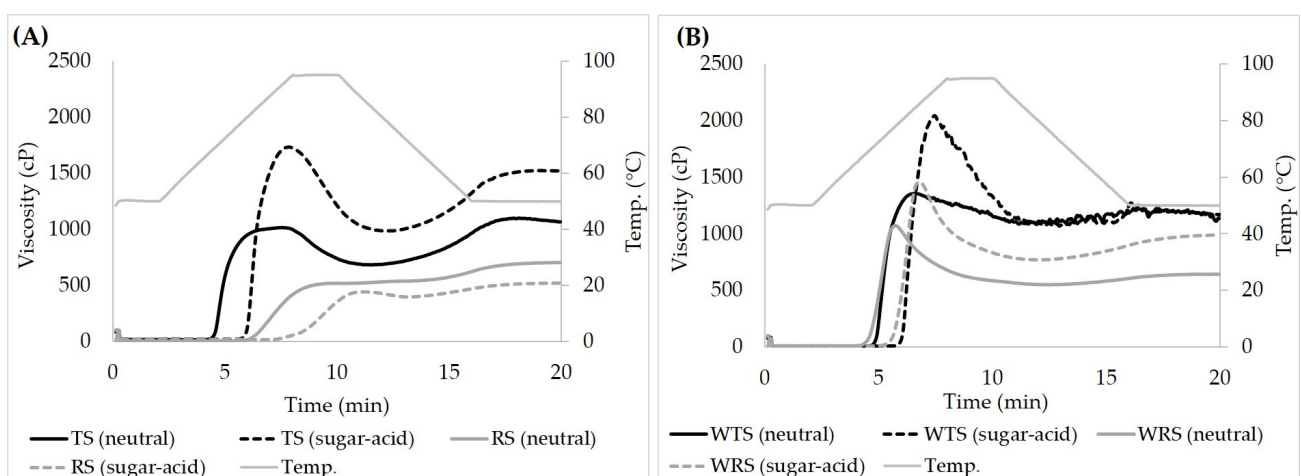 (A)
2500
2000
1500
1000
500
0
Viscosity (cP)
100
80
60
40
20
0
Temp. (°C)
0 5 10 15 20
Time (min)
TS (neutral) TS (sugar-acid) RS (neutral)
RS (sugar-acid) Temp.
(B)
2500
2000
1500
1000
500
0
Viscosity (cP)
100
80
60
40
20
0
Temp. (°C)
0 5 10 15 20
Time (min)
WTS (neutral) WTS (sugar-acid) WRS (neutral)
WRS (sugar-acid) Temp.